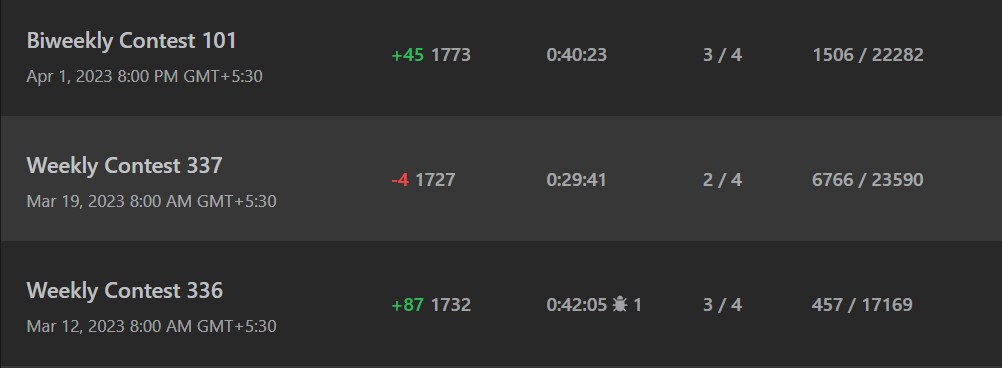 Biweekly Contest 101
Apr 1, 2023 8:00 PM GMT+5:30
+45 1773 0:40:23 3 / 4 1506 / 22282
Weekly Contest 337
Mar 19, 2023 8:00 AM GMT+5:30
-4 1727 0:29:41 2 / 4 6766 / 23590
Weekly Contest 336
Mar 12, 2023 8:00 AM GMT+5:30
+87 1732 0:42:05 1 3 / 4 457 / 17169